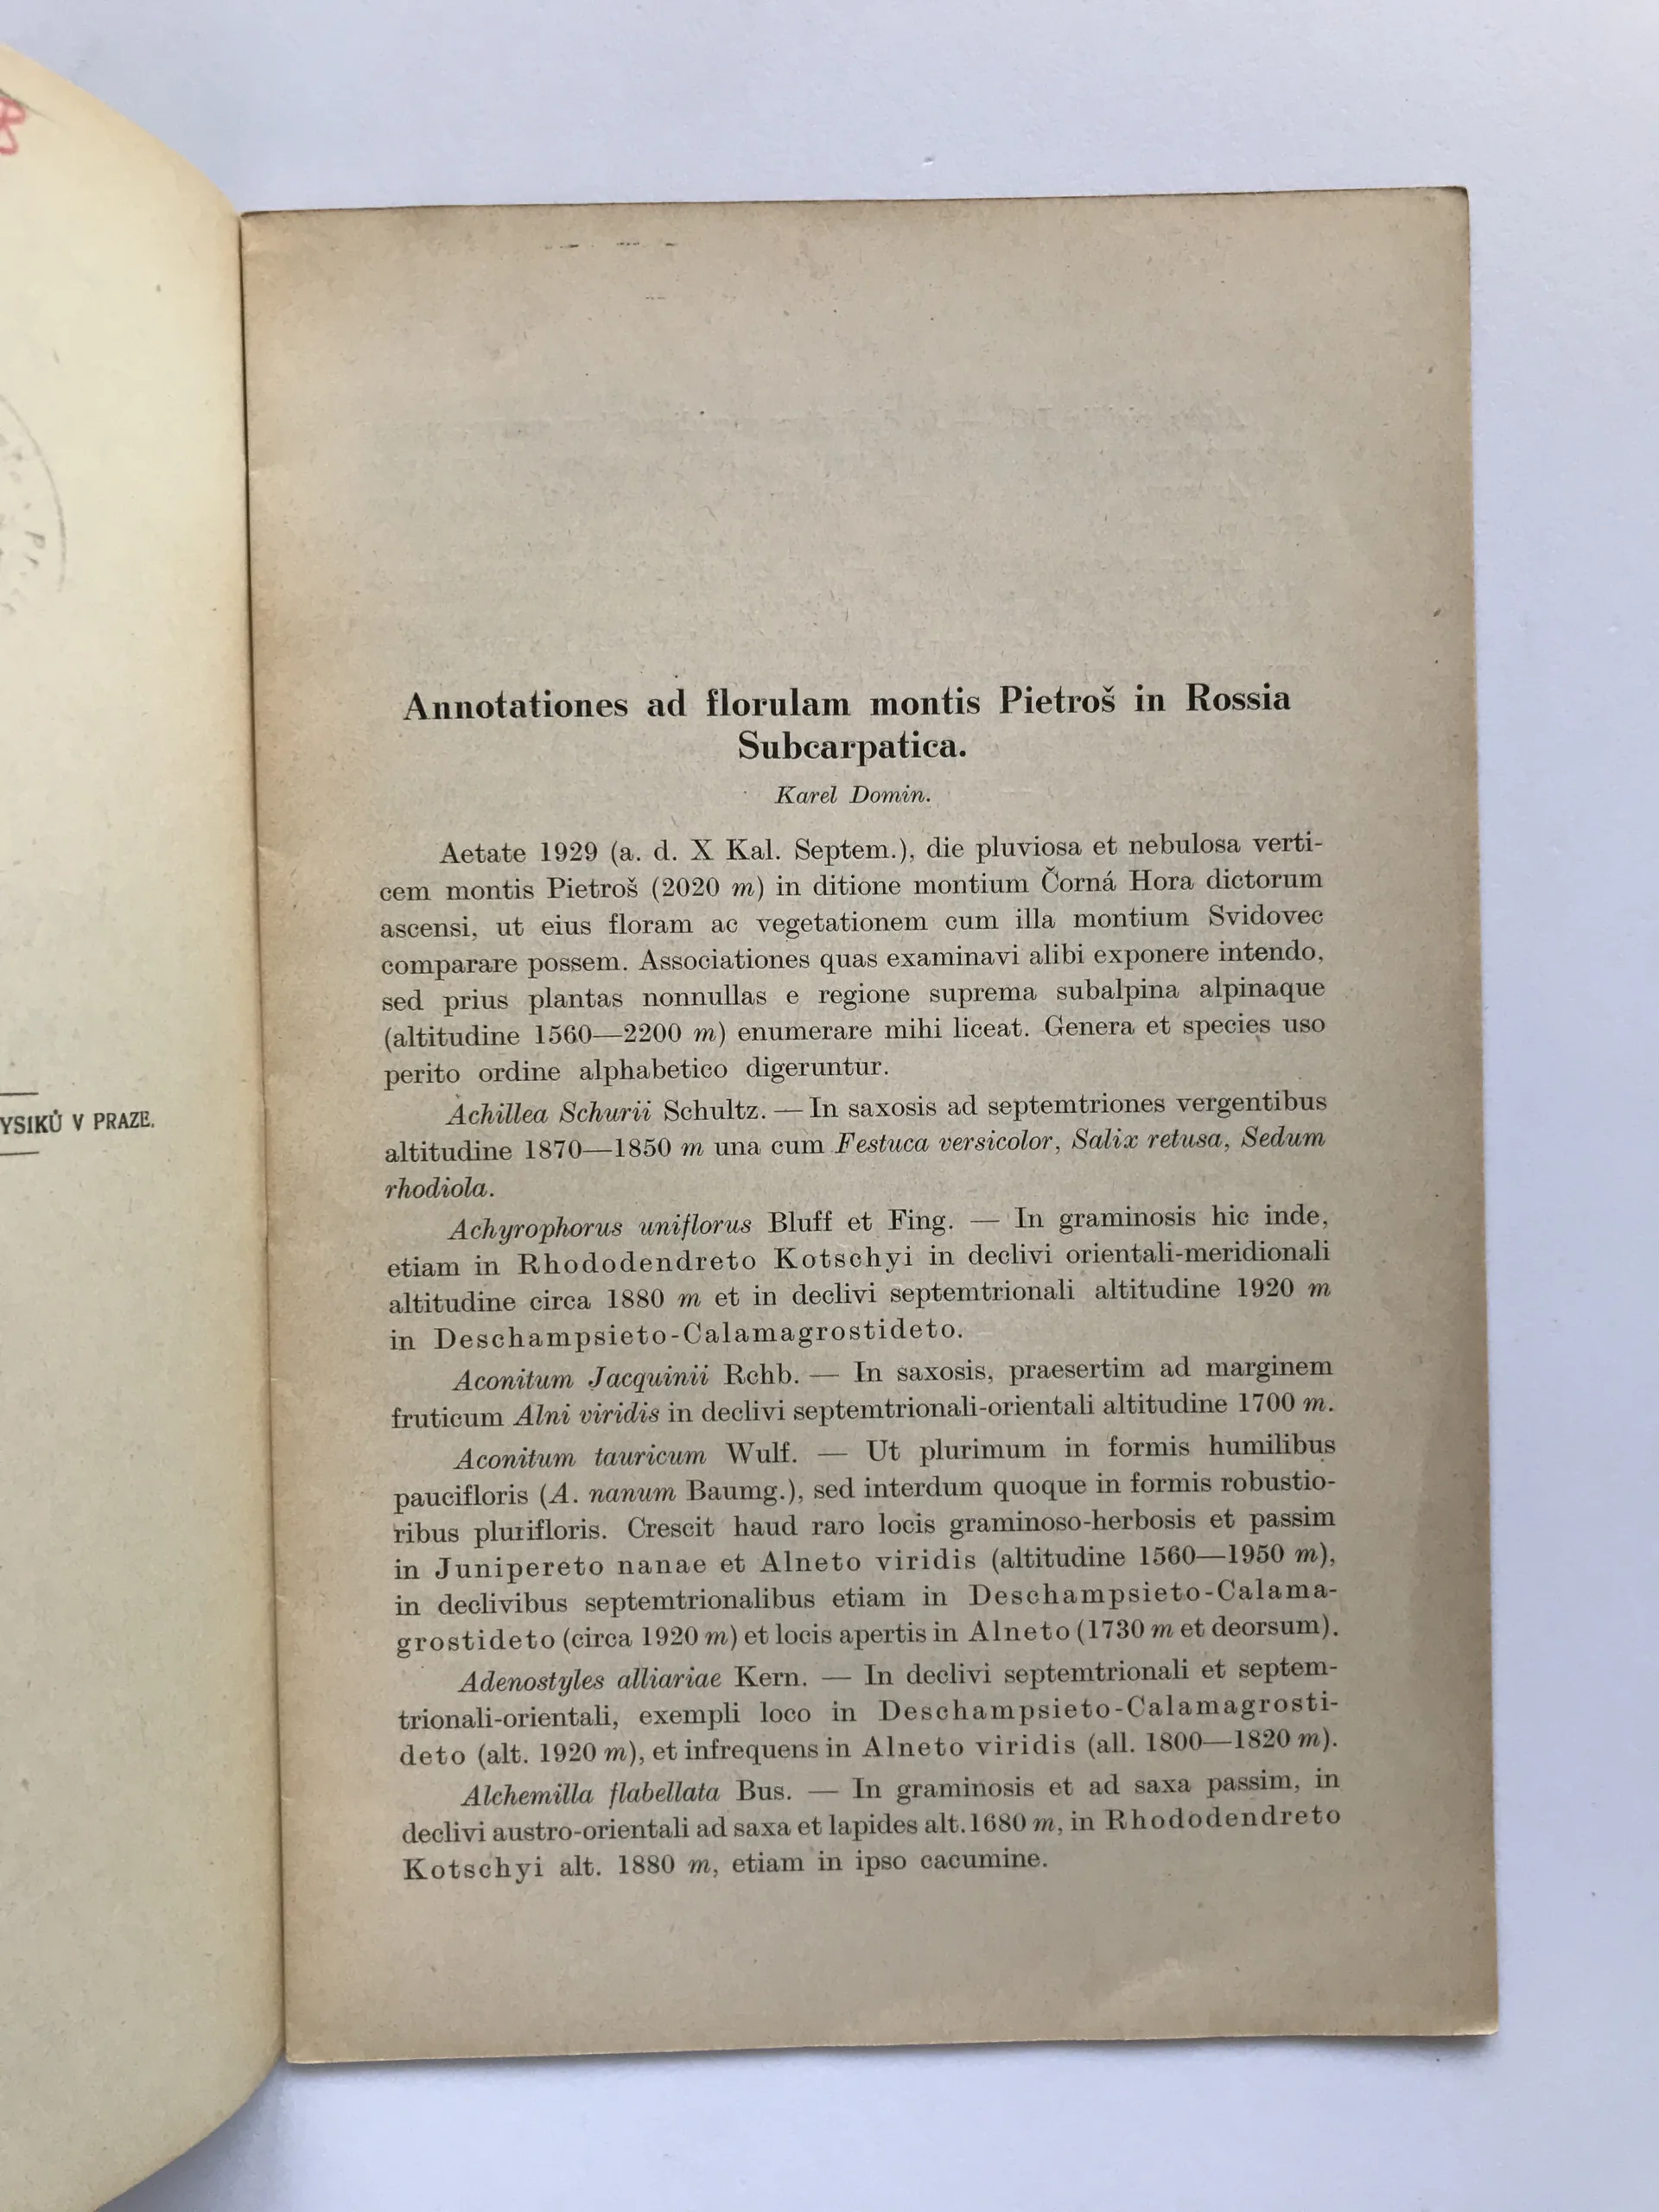 YSIKŮ V PRAZE.
Annotationes ad florulam montis Pietroš in Rossia
Subcarpatica.
Karel Domin.
Aetate 1929 (a. d. X Kal. Septem.), die pluviosa et nebulosa verti-
cem montis Pietroš (2020 m) in ditione montium Čorná Hora dictorum
ascensi, ut eius floram ac vegetationem cum illa montium Svidovec
comparare possem. Associationes quas examinavi alibi exponere intendo,
sed prius plantas nonnullas e regione suprema subalpina alpinaque
(altitudine 1560—2200 m) enumerare mihi liceat. Genera et species uso
perito ordine alphabetico digeruntur.
Achillea Schurii Schultz. — In saxosis ad septemtriones vergentibus
altitudine 1870—1850 m una cum Festuca versicolor, Salix retusa, Sedum
rhodiola.
Achyrophorus uniflorus Bluff et Fing. — In graminosis hic inde,
etiam in Rhododendreto Kotschyi in declivi orientali-meridionali
altitudine circa 1880 m et in declivi septemtrionali altitudine 1920 m
in Deschampsieto-Calamagrostideto.
Aconitum Jacquinii Rchb. — In saxosis, praesertim ad marginem
fruticum Alni viridis in declivi septemtrionali-orientali altitudine 1700 m.
Aconitum tauricum Wulf. — Ut plurimum in formis humilibus
paucifloris (A. nanum Baumg.), sed interdum quoque in formis robustio-
ribus plurifloris. Crescit haud raro locis graminoso-herbosis et passim
in Junipereto nanae et Alneto viridis (altitudine 1560—1950 m),
in declivibus septemtrionalibus etiam in Deschampsieto-Calama-
grostideto (circa 1920 m) et locis apertis in Alneto (1730 m et deorsum).
Adenostyles alliariae Kern. — In declivi septemtrionali et septem-
trionali-orientali, exempli loco in Deschampsieto-Calamagrosti-
deto (alt. 1920 m), et infrequens in Alneto viridis (all. 1800—1820 m).
Alchemilla flabellata Bus. — In graminosis et ad saxa passim, in
declivi austro-orientali ad saxa et lapides alt. 1680 m, in Rhododendreto
Kotschyi alt. 1880 m, etiam in ipso cacumine.